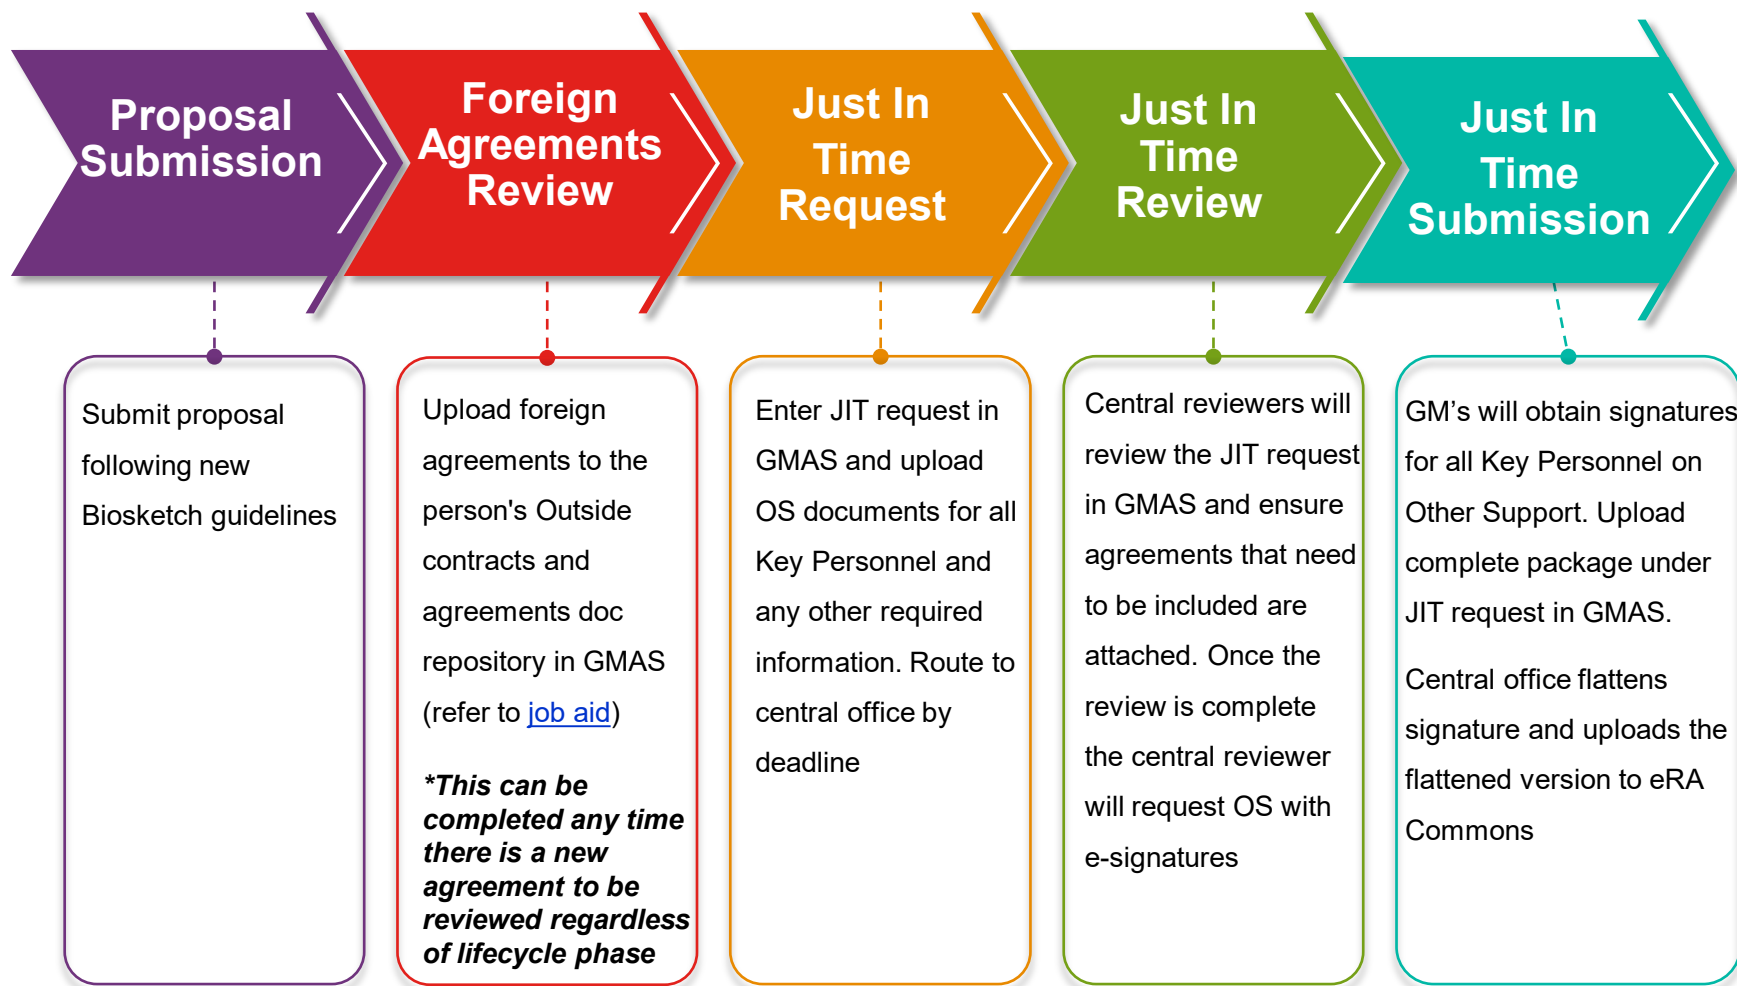 Proposal
Submission
Foreign
Agreements
Review
Just In
Time
Request
Just In
Time
Review
Just In
Time
Submission
Submit proposal
following new
Biosketch guidelines
Upload foreign
agreements to the
person's Outside
contracts and
agreements doc
repository in GMAS
(refer to job aid)
*This can be
completed any time
there is a new
agreement to be
reviewed regardless
of lifecycle phase
Enter JIT request in
GMAS and upload
OS documents for all
Key Personnel and
any other required
information. Route to
central office by
deadline
Central reviewers will
review the JIT request
in GMAS and ensure
agreements that need
to be included are
attached. Once the
review is complete
the central reviewer
will request OS with
e-signatures
GM’s will obtain signatures
for all Key Personnel on
Other Support. Upload
complete package under
JIT request in GMAS.
Central office flattens
signature and uploads the
flattened version to eRA
Commons